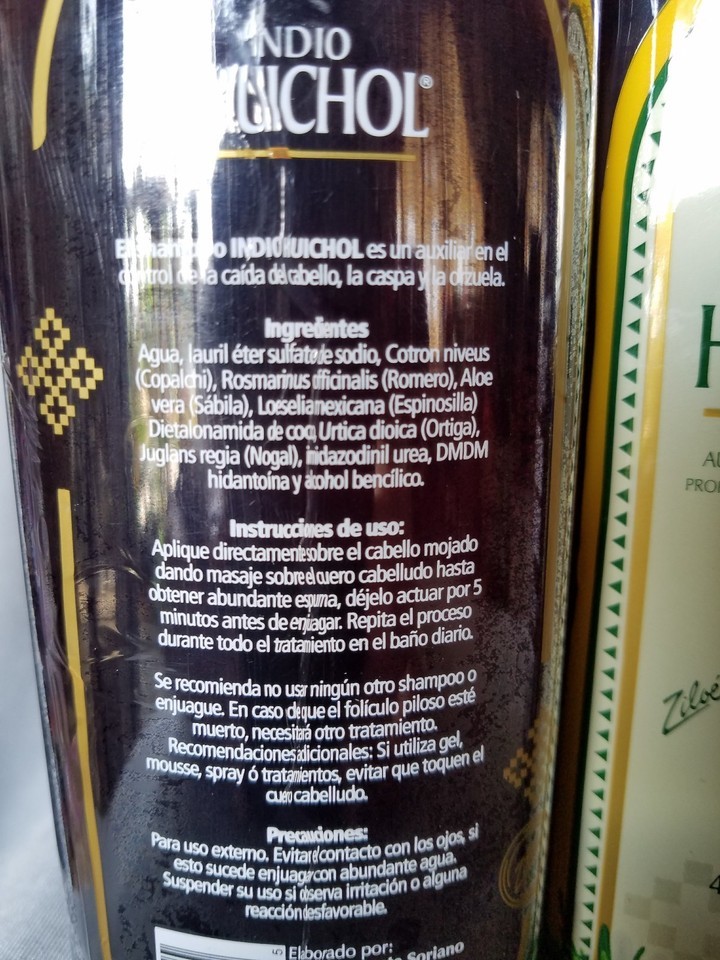 INDIO
HUICHOL®
El shampoo INDIO HUICHOL es un auxiliar en el
control de la caída del cabello, la caspa y la orzuela.
Ingredientes
Agua, lauril éter sulfato de sodio, Cotron niveus
(Copalchi), Rosmarinus officinalis (Romero), Aloe
vera (Sábila), Loeselia mexicana (Espinosilla)
Dietalonamida de coco, Urtica dioica (Ortiga),
Juglans regia (Nogal), imidazodinil urea, DMDM
hidantoína y alcohol bencílico.
Instrucciones de uso:
Aplique directamente sobre el cabello mojado
dando masaje sobre el cuero cabelludo hasta
obtener abundante espuma, déjelo actuar por 5
minutos antes de enjuagar. Repita el proceso
durante todo el tratamiento en el baño diario.
Se recomienda no usar ningún otro shampoo o
enjuague. En caso de que el folículo piloso esté
muerto, necesitará otro tratamiento.
Recomendaciones adicionales: Si utiliza gel,
mousse, spray ó tratamientos, evitar que toquen el
cuero cabelludo.
Precauciones:
Para uso externo. Evitar el contacto con los ojos, si
esto sucede enjuagar con abundante agua.
Suspender su uso si observa irritación o alguna
reacción desfavorable.
Elaborado por:
Soriano
H